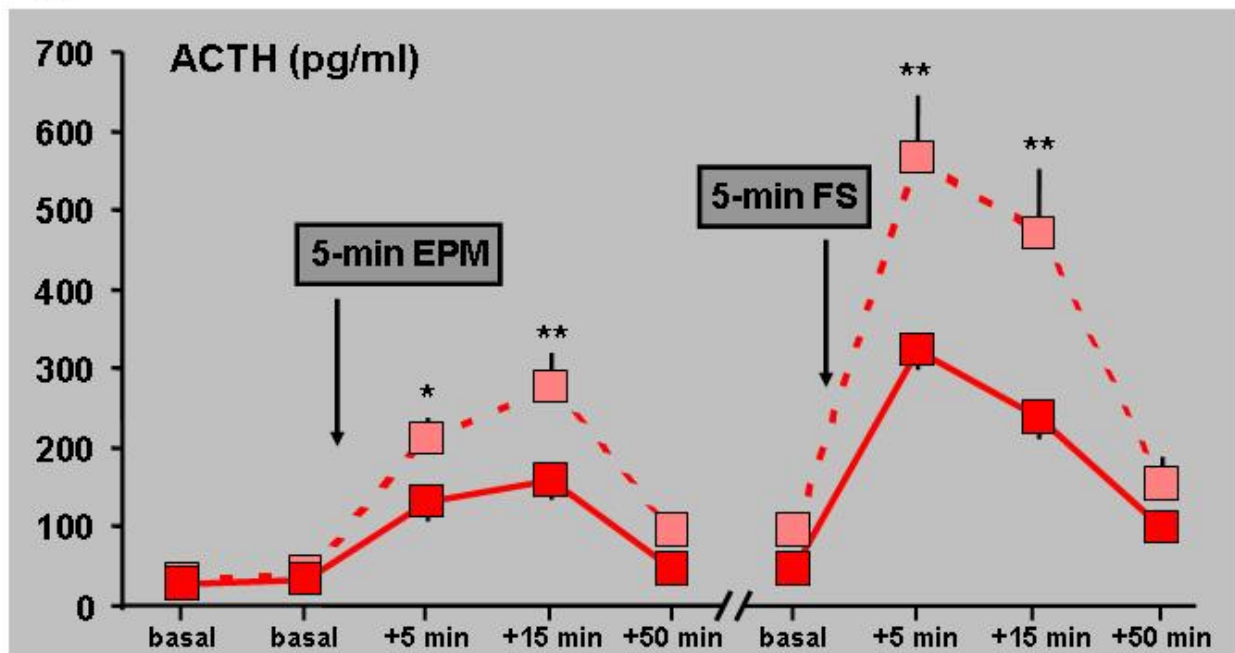 700 ACTH (pg/ml)
600
500
400
300
200
100
0
5-min EPM
5-min FS
*
**
**
**
basal basal +5 min +15 min +50 min basal +5 min +15 min +50 min